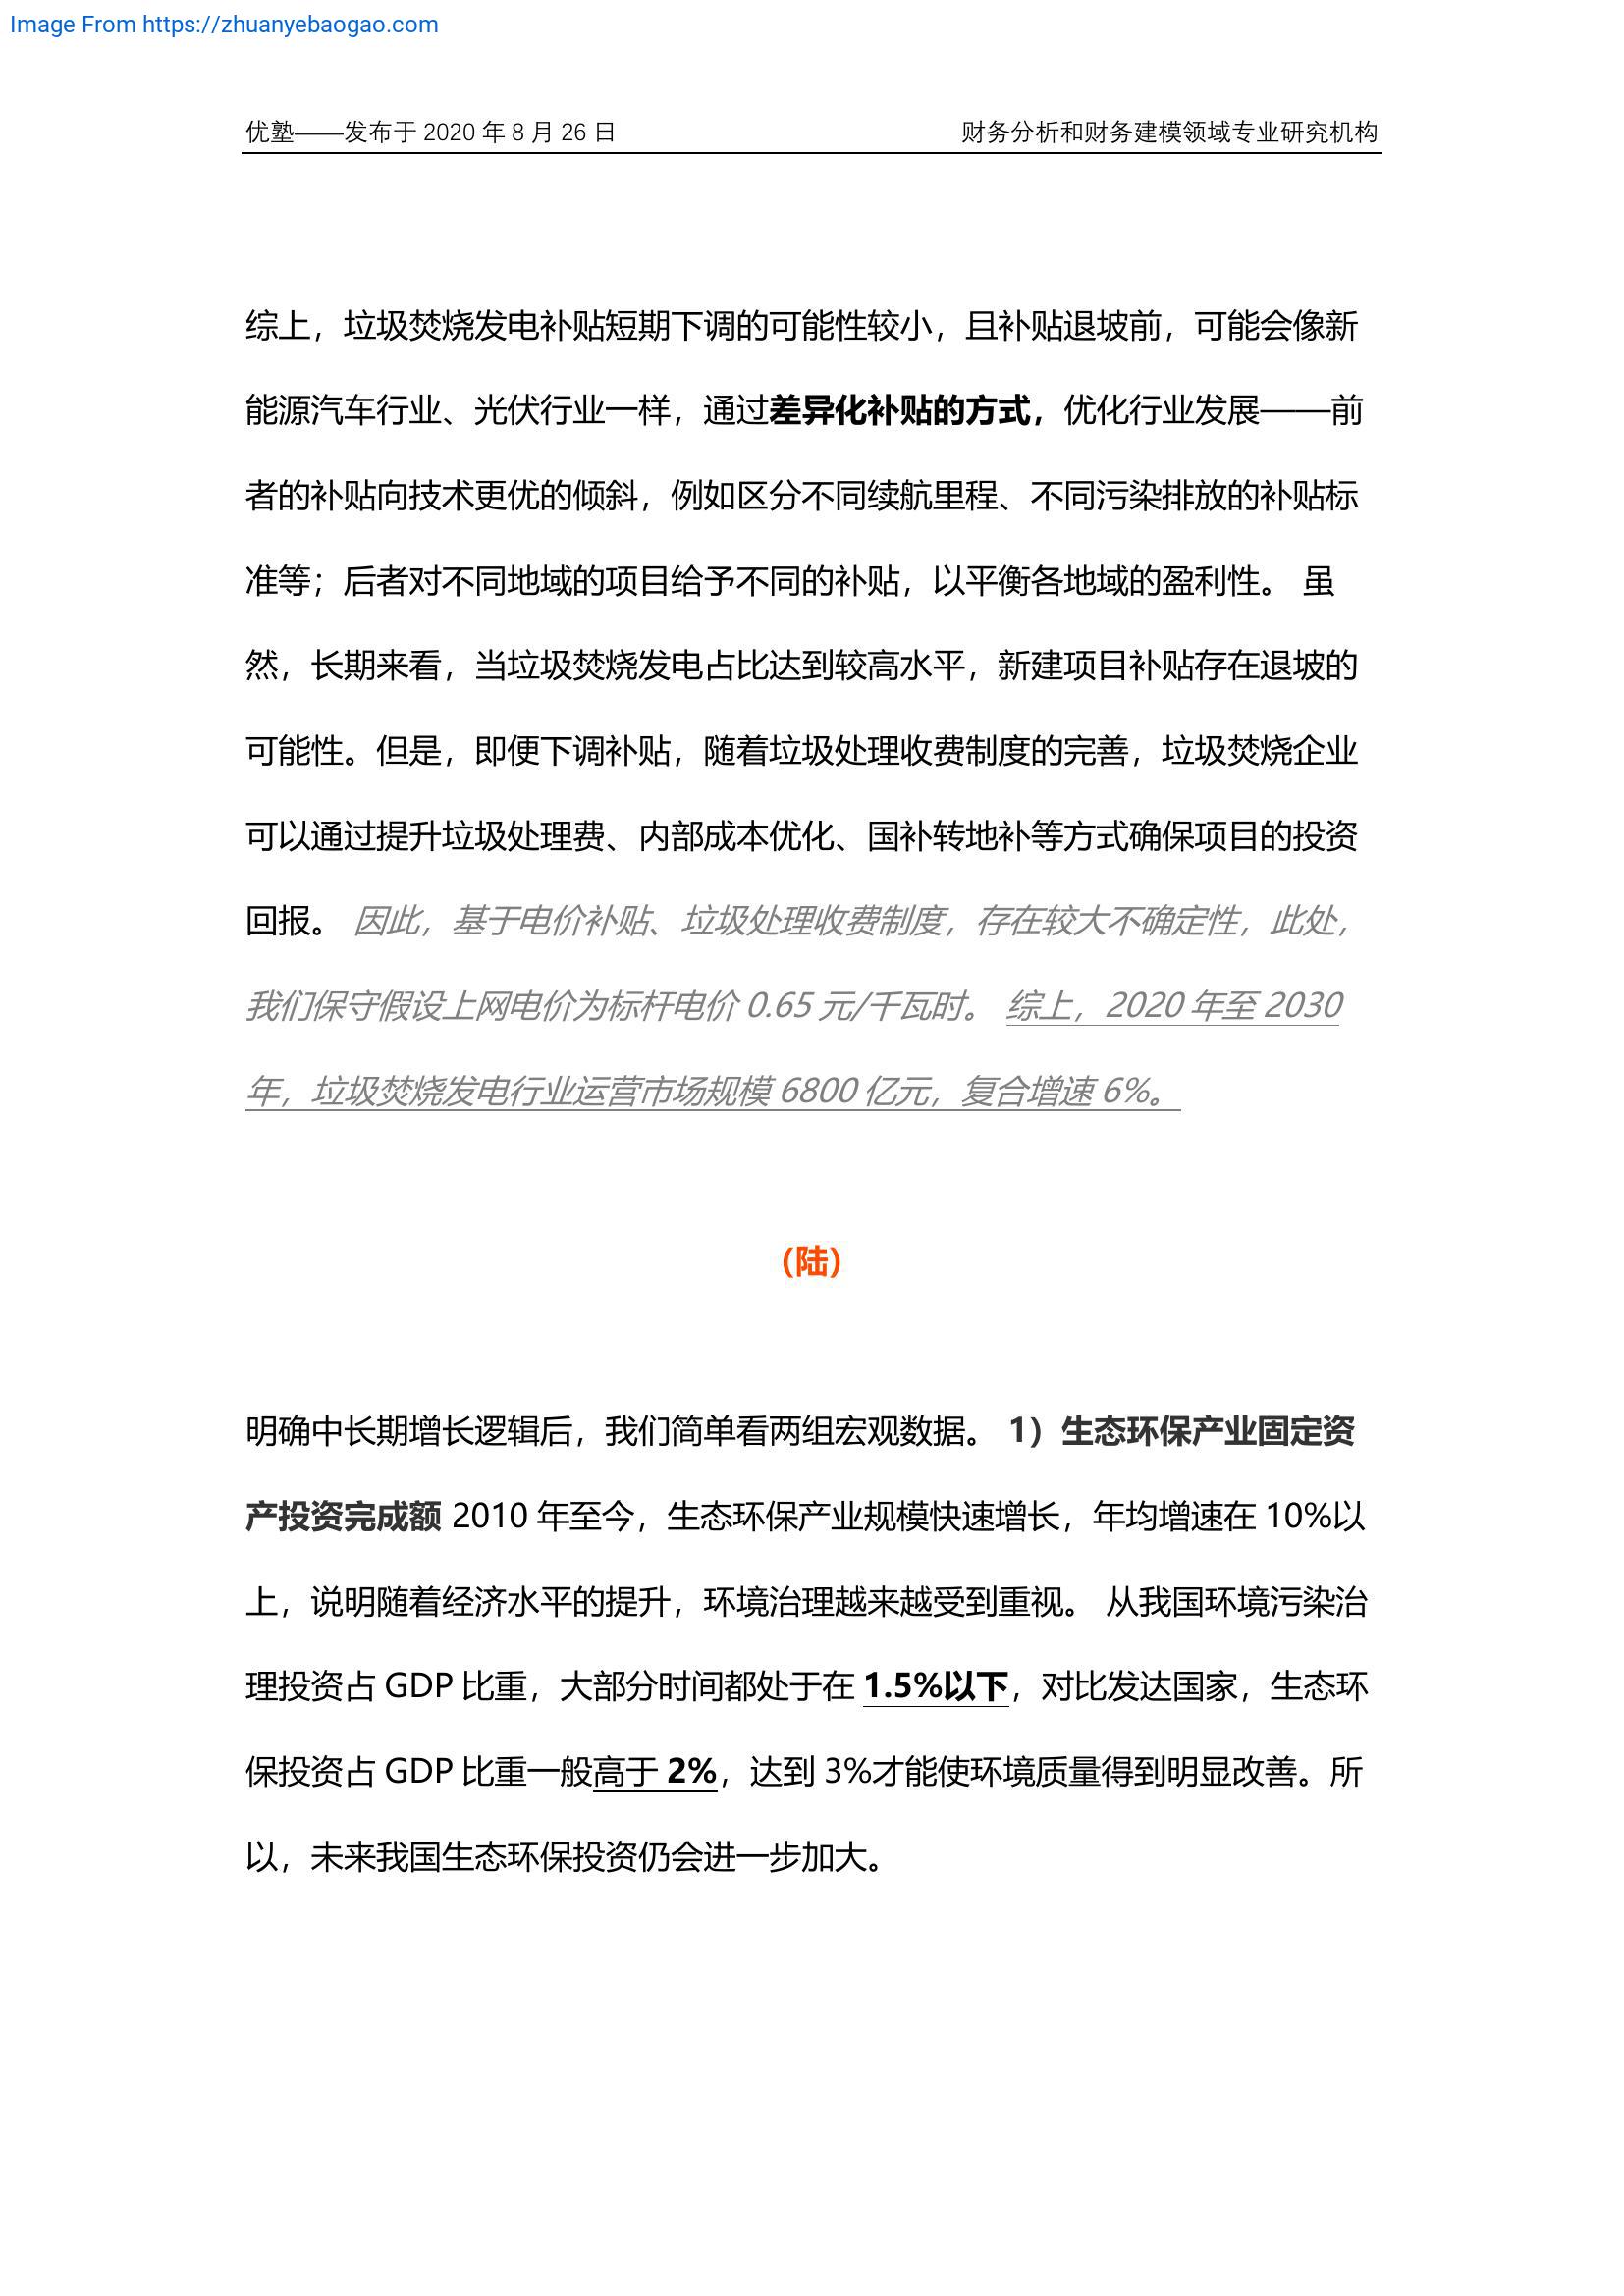 Image From https://zhuanyebaogao.com
优塾——发布于 2020 年 8 月 26 日 财务分析和财务建模领域专业研究机构
综上，垃圾焚烧发电补贴短期下调的可能性较小，且补贴退坡前，可能会像新
能源汽车行业、光伏行业一样，通过差异化补贴的方式，优化行业发展——前
者的补贴向技术更优的倾斜，例如区分不同续航里程、不同污染排放的补贴标
准等；后者对不同地域的项目给予不同的补贴，以平衡各地域的盈利性。 虽
然，长期来看，当垃圾焚烧发电占比达到较高水平，新建项目补贴存在退坡的
可能性。但是，即便下调补贴，随着垃圾处理收费制度的完善，垃圾焚烧企业
可以通过提升垃圾处理费、内部成本优化、国补转地补等方式确保项目的投资
回报。 因此，基于电价补贴、垃圾处理收费制度，存在较大不确定性，此处，
我们保守假设上网电价为标杆电价 0.65 元/千瓦时。 综上，2020 年至 2030
年，垃圾焚烧发电行业运营市场规模 6800 亿元，复合增速 6%。
（陆）
明确中长期增长逻辑后，我们简单看两组宏观数据。 1）生态环保产业固定资
产投资完成额 2010 年至今，生态环保产业规模快速增长，年均增速在 10%以
上，说明随着经济水平的提升，环境治理越来越受到重视。 从我国环境污染治
理投资占 GDP 比重，大部分时间都处于在 1.5%以下，对比发达国家，生态环
保投资占 GDP 比重一般高于 2%，达到 3%才能使环境质量得到明显改善。所
以，未来我国生态环保投资仍会进一步加大。